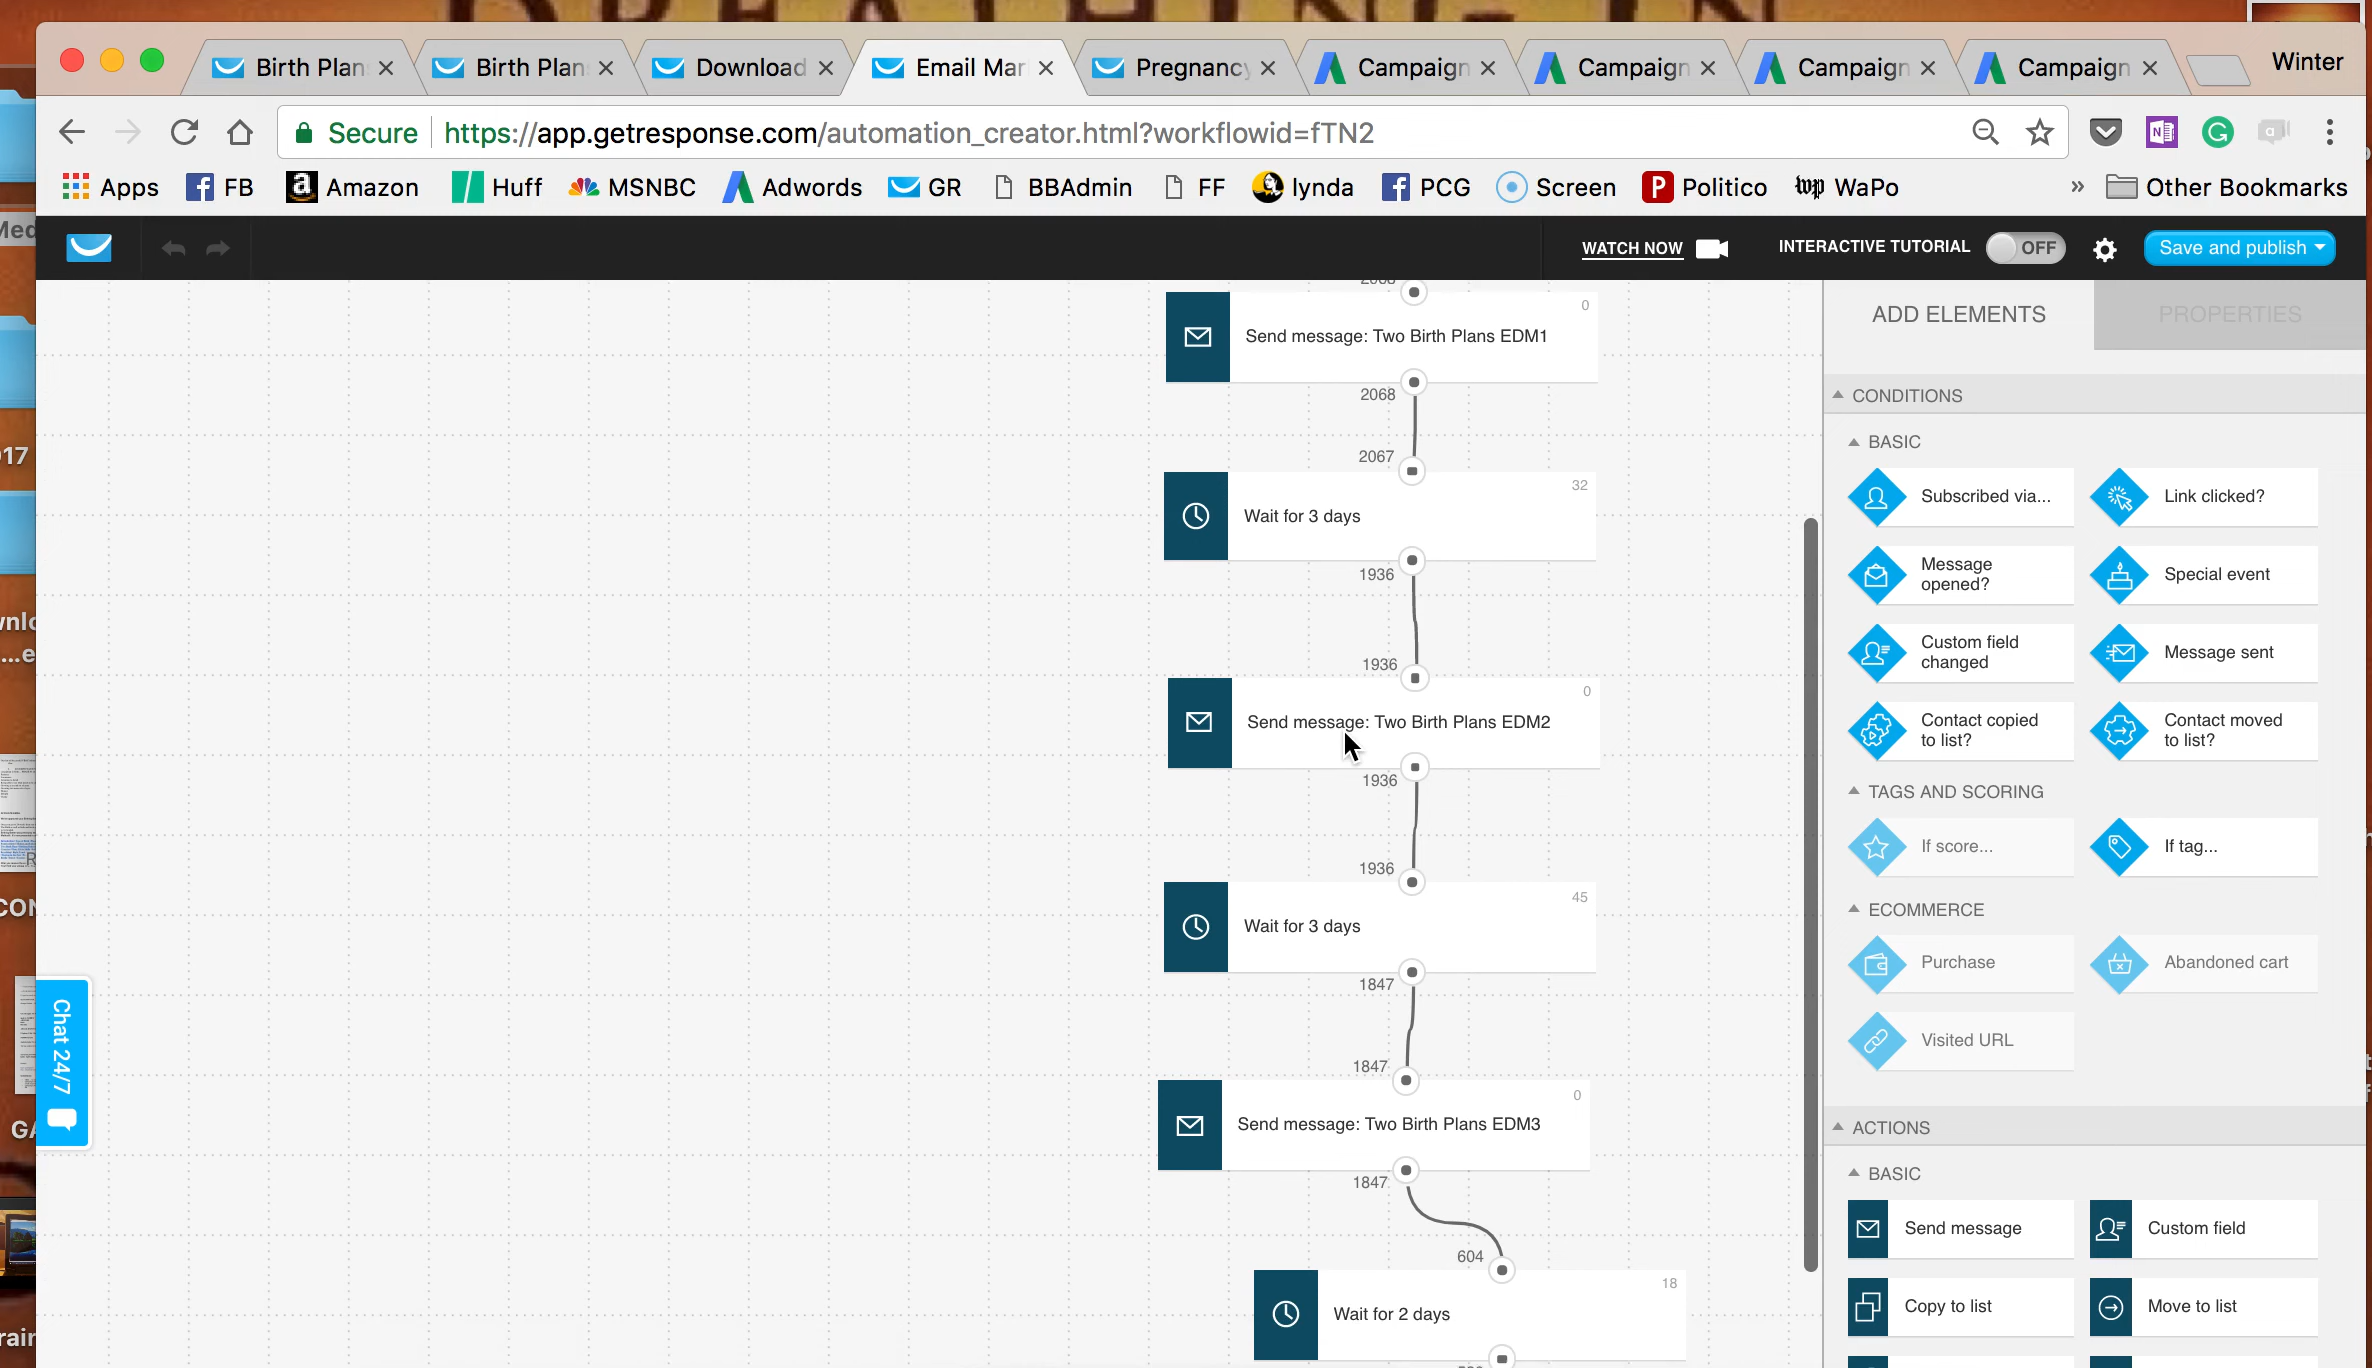 Birth Plan
Birth Plan
Download
Email Mar
Pregnancy
Campaign
Campaign
Campaign
Campaign
Winter
Secure
https://app.getresponse.com/automation_creator.html?workflowid=fTN2
Apps
FB
Amazon
Huff
MSNBC
Adwords
GR
BBAdmin
FF
lynda
PCG
Screen
Politico
WaPo
»
Other Bookmarks
WATCH NOW
INTERACTIVE TUTORIAL
OFF
Save and publish
ADD ELEMENTS
PROPERTIES
0
Send message: Two Birth Plans EDM1
2068
2067
32
Wait for 3 days
1936
1936
0
Send message: Two Birth Plans EDM2
1936
1936
45
Wait for 3 days
1847
1847
0
Send message: Two Birth Plans EDM3
1847
604
18
Wait for 2 days
CONDITIONS
BASIC
Subscribed via...
Link clicked?
Message
opened?
Special event
Custom field
changed
Message sent
Contact copied
to list?
Contact moved
to list?
TAGS AND SCORING
If score...
If tag...
ECOMMERCE
Purchase
Abandoned cart
Visited URL
ACTIONS
BASIC
Send message
Custom field
Copy to list
Move to list
Chat 24/7